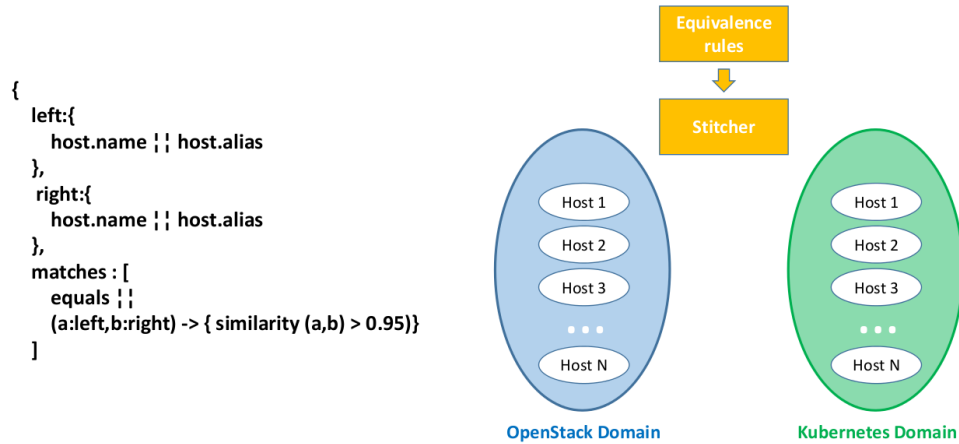 {
left:{
host.name ¦¦ host.alias
},
right:{
host.name ¦¦ host.alias
},
matches : [
equals ¦¦
(a:left,b:right) -> { similarity (a,b) > 0.95)}
]
Equivalence
rules
Stitcher
Host 1
Host 2
Host 3
...
Host N
OpenStack Domain
Host 1
Host 2
Host 3
...
Host N
Kubernetes Domain